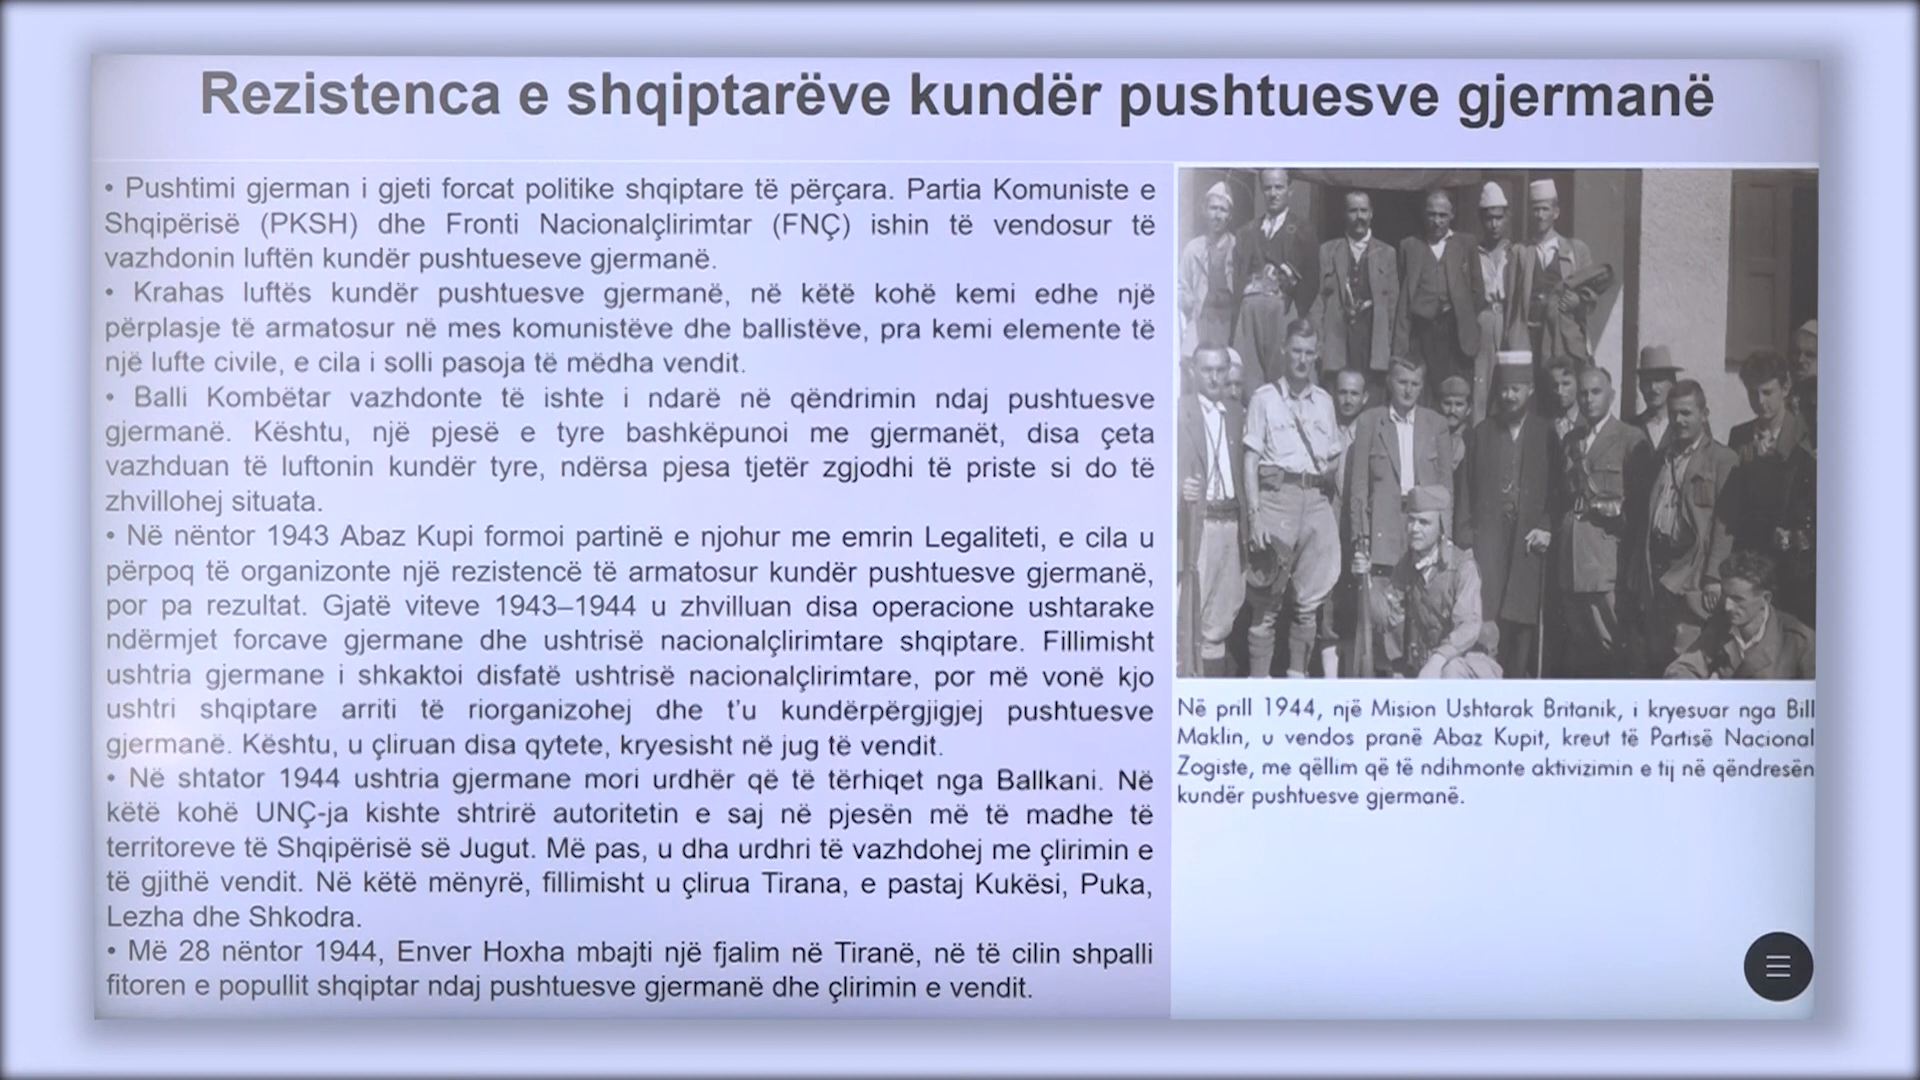 Rezistenca e shqiptarëve kundër pushtuesve gjermanë
• Pushtimi gjerman i gjeti forcat politike shqiptare të përçara. Partia Komuniste e
Shqipërisë (PKSH) dhe Fronti Nacionalçlirimtar (FNÇ) ishin të vendosur të
vazhdonin luftën kundër pushtueseve gjermanë.
• Krahas luftës kundër pushtuesve gjermanë, në këtë kohë kemi edhe një
përplasje të armatosur në mes komunistëve dhe ballistëve, pra kemi elemente të
një lufte civile, e cila i solli pasoja të mëdha vendit.
• Balli Kombëtar vazhdonte të ishte i ndarë në qëndrimin ndaj pushtuesve
gjermanë. Kështu, një pjesë e tyre bashkëpunoi me gjermanët, disa çeta
vazhduan të luftonin kundër tyre, ndërsa pjesa tjetër zgjodhi të priste si do të
zhvillohej situata.
• Në nëntor 1943 Abaz Kupi formoi partinë e njohur me emrin Legaliteti, e cila u
përpoq të organizonte një rezistencë të armatosur kundër pushtuesve gjermanë,
por pa rezultat. Gjatë viteve 1943–1944 u zhvilluan disa operacione ushtarake
ndërmjet forcave gjermane dhe ushtrisë nacionalçlirimtare shqiptare. Fillimisht
ushtria gjermane i shkaktoi disfatë ushtrisë nacionalçlirimtare, por më vonë kjo
ushtri shqiptare arriti të riorganizohej dhe t'u kundërpërgjigjej pushtuesve
gjermanë. Kështu, u çliruan disa qytete, kryesisht në jug të vendit.
• Në shtator 1944 ushtria gjermane mori urdhër që të tërhiqet nga Ballkani. Në
këtë kohë UNÇ-ja kishte shtrirë autoritetin e saj në pjesën më të madhe të
territoreve të Shqipërisë së Jugut. Më pas, u dha urdhri të vazhdohej me çlirimin e
të gjithë vendit. Në këtë mënyrë, fillimisht u çlirua Tirana, e pastaj Kukësi, Puka,
Lezha dhe Shkodra.
• Më 28 nëntor 1944, Enver Hoxha mbajti një fjalim në Tiranë, në të cilin shpalli
fitoren e popullit shqiptar ndaj pushtuesve gjermanë dhe çlirimin e vendit.
Në prill 1944, një Mision Ushtarak Britanik, i kryesuar nga Bill
Maklin, u vendos pranë Abaz Kupit, kreut të Partisë Nacional
Zogiste, me qëllim që të ndihmonte aktivizimin e tij në qëndresën
kundër pushtuesve gjermanë.